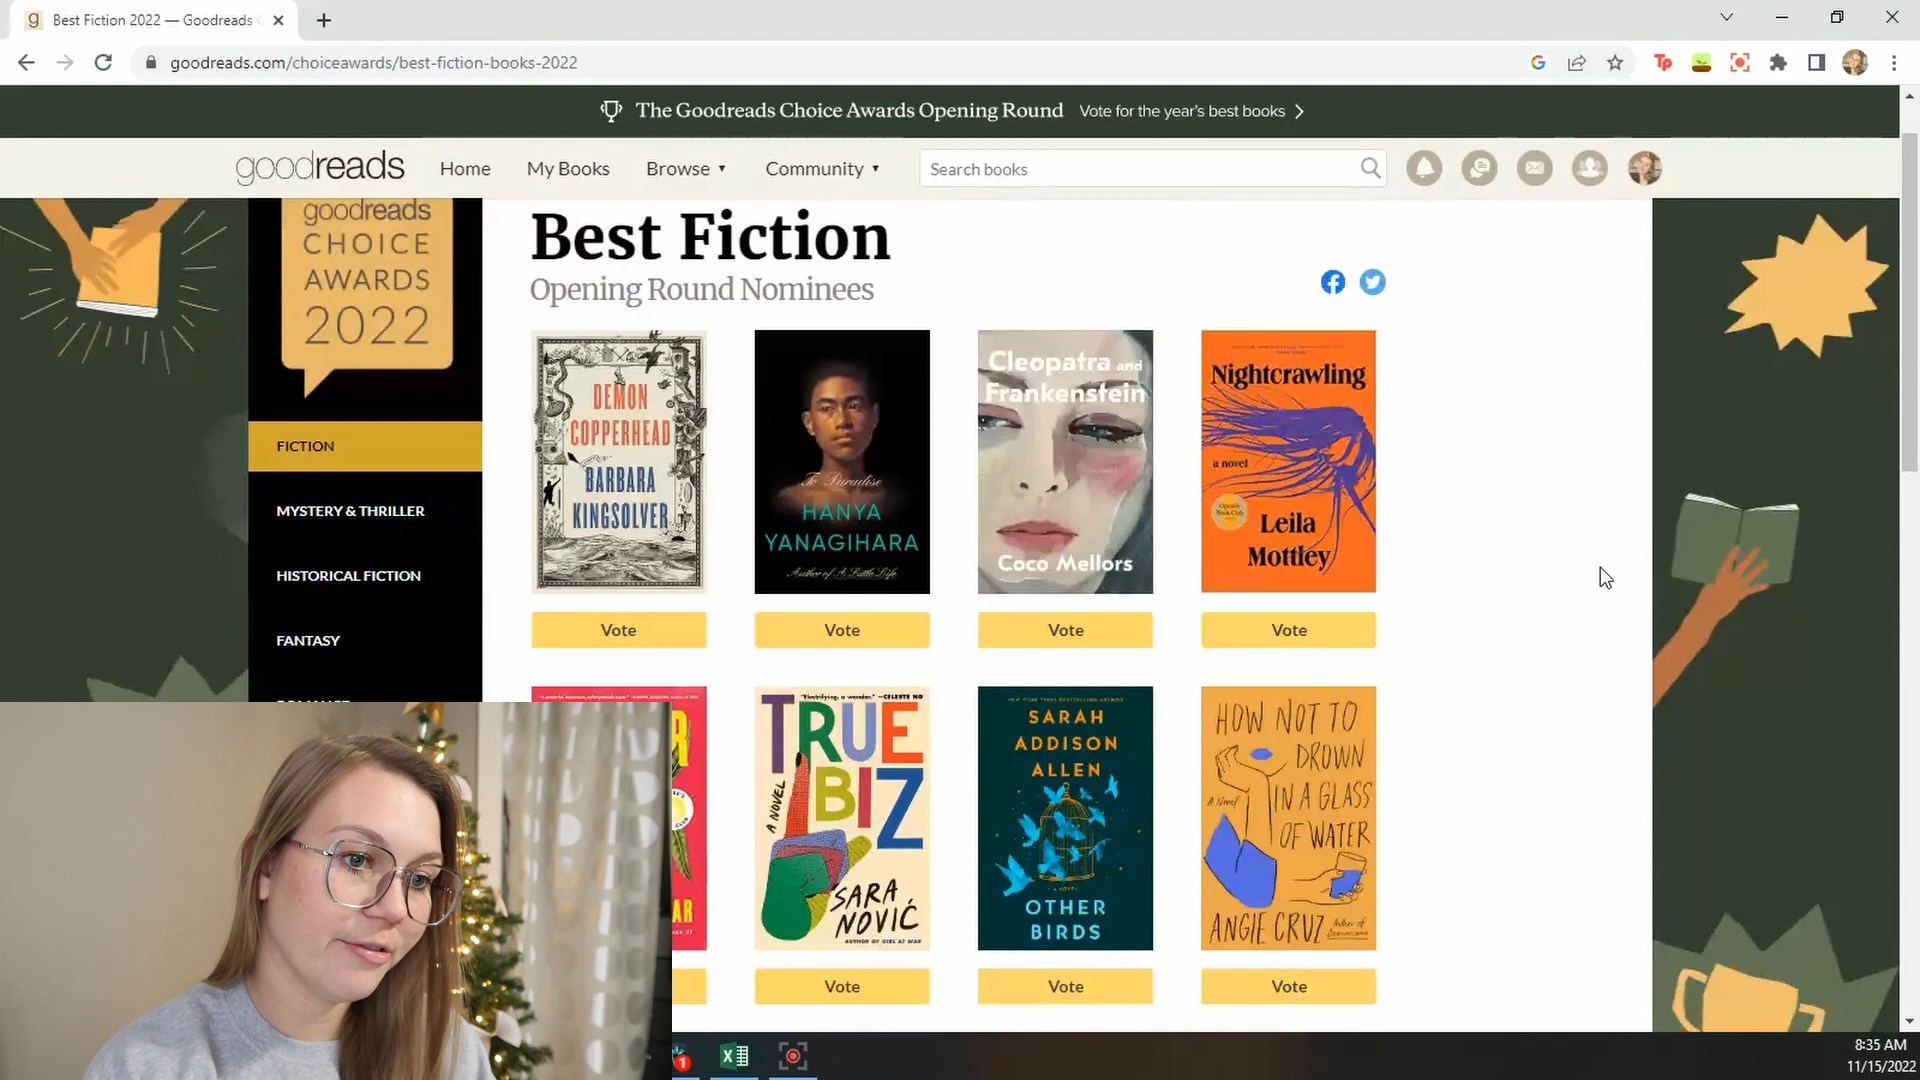 Best Fiction 2022 — Goodreads C
goodreads.com/choiceawards/best-fiction-books-2022
The Goodreads Choice Awards Opening Round Vote for the year's best books
goodreads Home My Books Browse Community Search books
goodreads
CHOICE
AWARDS
2022
FICTION
MYSTERY & THRILLER
HISTORICAL FICTION
FANTASY
Best Fiction
Opening Round Nominees
DEMON
COPPERHEAD
BARBARA
KINGSOLVER
To Paradise
HANYA
YANAGIHARA
Author of A Little Life
Cleopatra and
Frankenstein
Coco Mellors
Nightcrawling
a novel
Leila
Mottley
Vote Vote Vote Vote
R
AR
"Electrifying, a wonder." —CELESTE NG
TRUE
BIZ
A NOVEL
SARA
NOVIĆ
AUTHOR OF GIRL AT WAR
NEW YORK TIMES BESTSELLING AUTHOR
SARAH
ADDISON
ALLEN
A NOVEL
OTHER
BIRDS
HOW NOT TO
DROWN
A Novel
IN A GLASS
OF WATER
ANGIE CRUZ Author of
Dominicana
Vote Vote Vote
1
8:35 AM
11/15/2022